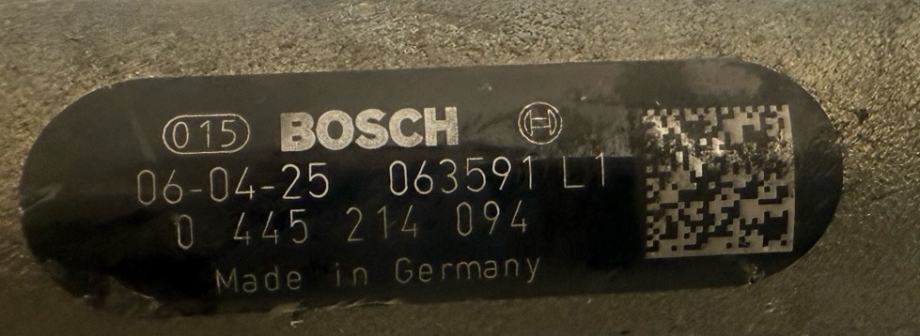 015 BOSCH
06-04-25 063591 L1
0 445 214 094
Made in Germany